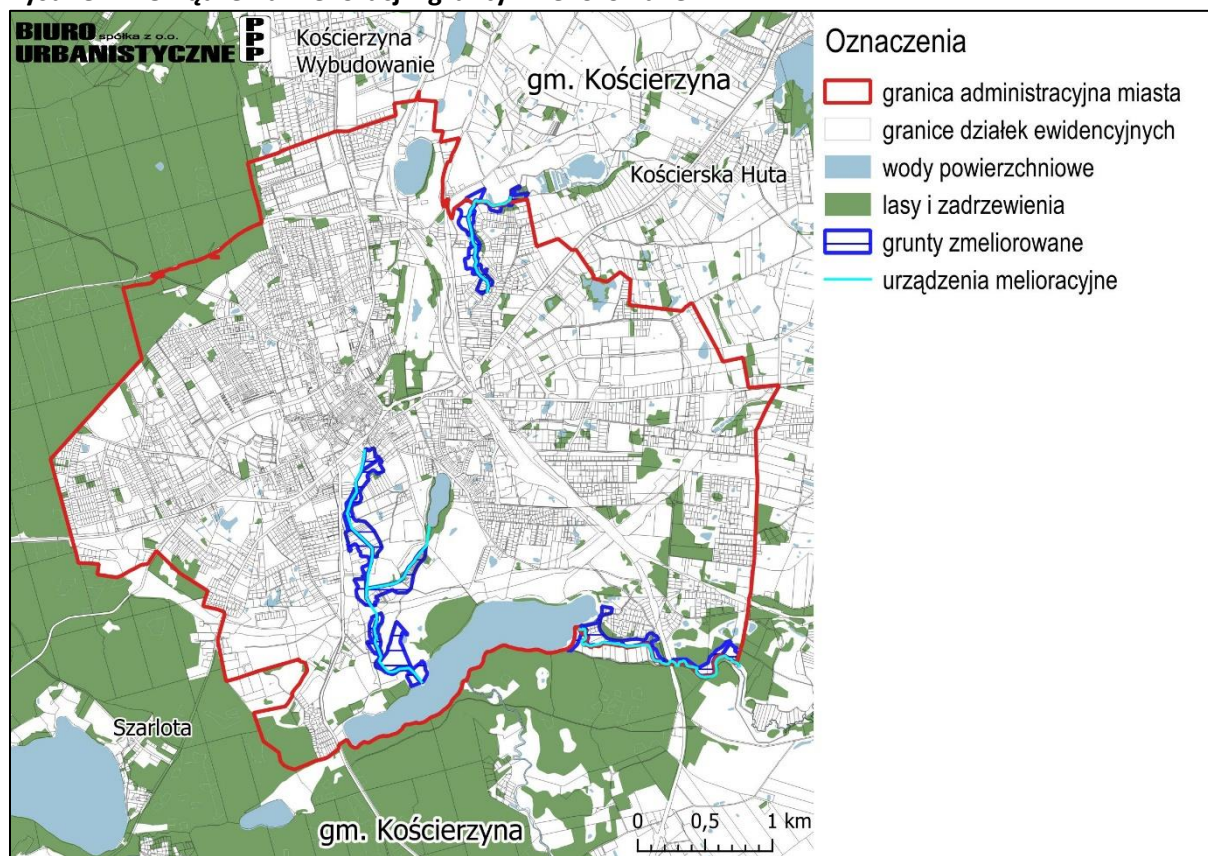 BIURO spółka z o.o.
URBANISTYCZNE PPP
Kościerzyna
Wybudowanie
gm. Kościerzyna
Kościerska Huta
Szarlota
gm. Kościerzyna
0 0,5 1 km
Oznaczenia
granica administracyjna miasta
granice działek ewidencyjnych
wody powierzchniowe
lasy i zadrzewienia
grunty zmeliorowane
urządzenia melioracyjne